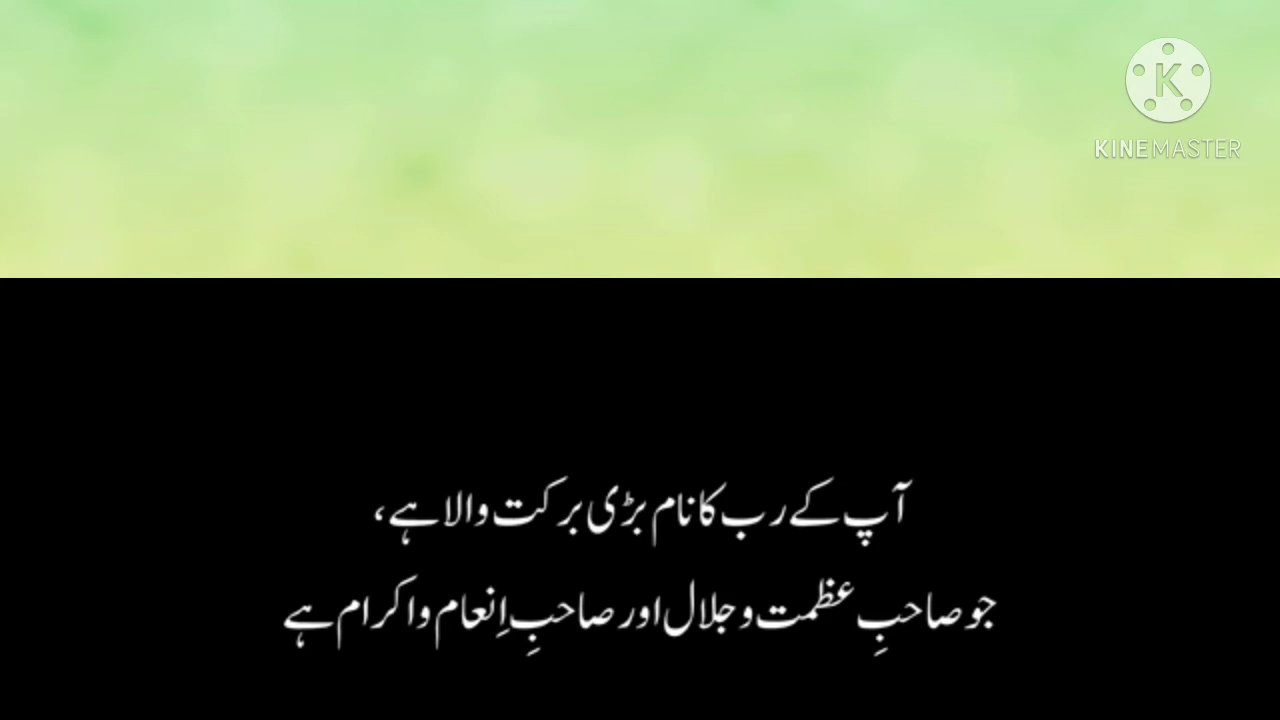 K
KINEMASTER
آپ کے رب کا نام بڑی برکت والا ہے،
جو صاحبِ عظمت و جلال اور صاحبِ اِنعام و اکرام ہے